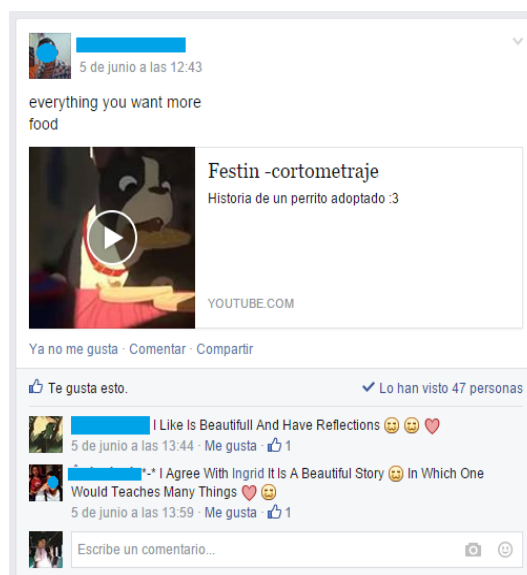 5 de junio a las 12:43
everything you want more
food
Festin -cortometraje
Historia de un perrito adoptado :3
YOUTUBE.COM
Ya no me gusta · Comentar · Compartir
Te gusta esto.
Lo han visto 47 personas
I Like Is Beautifull And Have Reflections
5 de junio a las 13:44 · Me gusta · 1
*-* I Agree With Ingrid It Is A Beautiful Story In Which One
Would Teaches Many Things
5 de junio a las 13:59 · Me gusta · 1
Escribe un comentario...